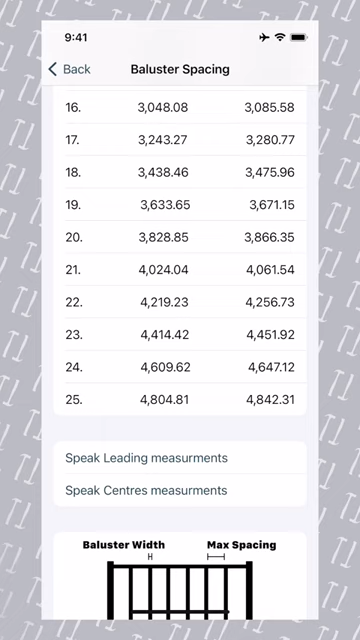 9:41
Back
Baluster Spacing
16. 3,048.08 3,085.58
17. 3,243.27 3,280.77
18. 3,438.46 3,475.96
19. 3,633.65 3,671.15
20. 3,828.85 3,866.35
21. 4,024.04 4,061.54
22. 4,219.23 4,256.73
23. 4,414.42 4,451.92
24. 4,609.62 4,647.12
25. 4,804.81 4,842.31
Speak Leading measurments
Speak Centres measurments
Baluster Width Max Spacing